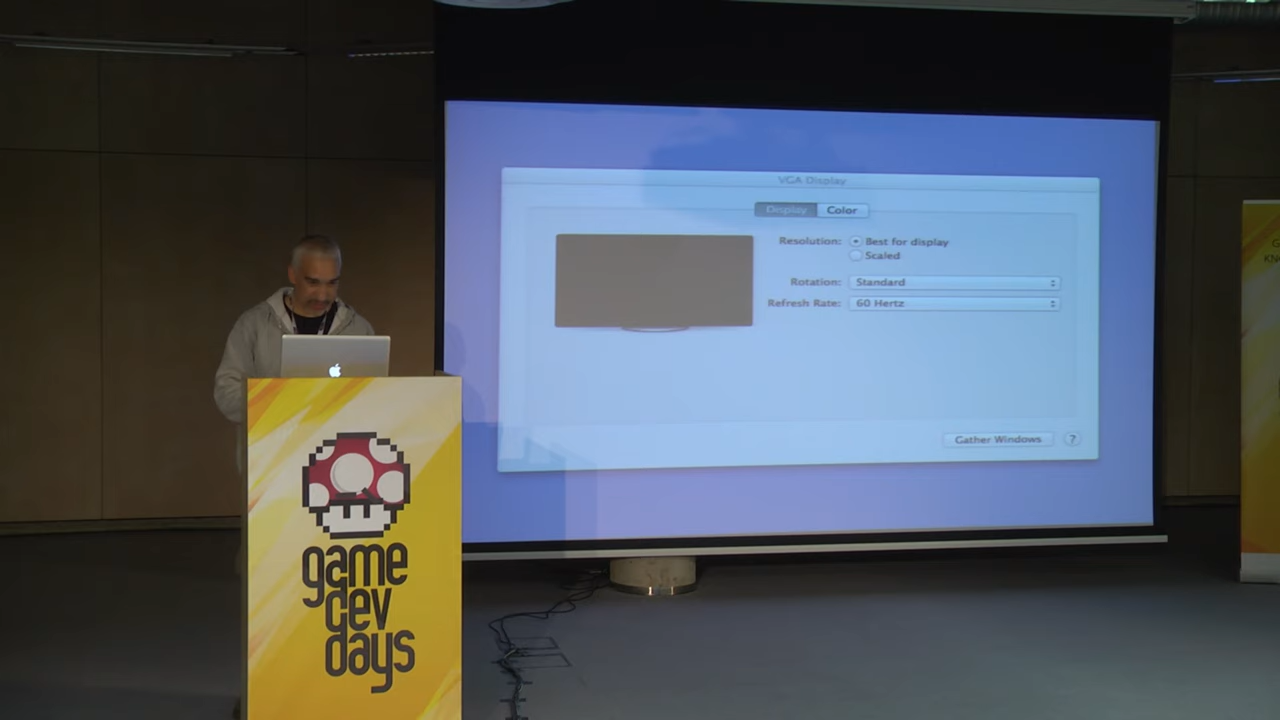 VGA Display
Display Color
Resolution: Best for display
Scaled
Rotation: Standard
Refresh Rate: 60 Hertz
Gather Windows ?
game
dev
days